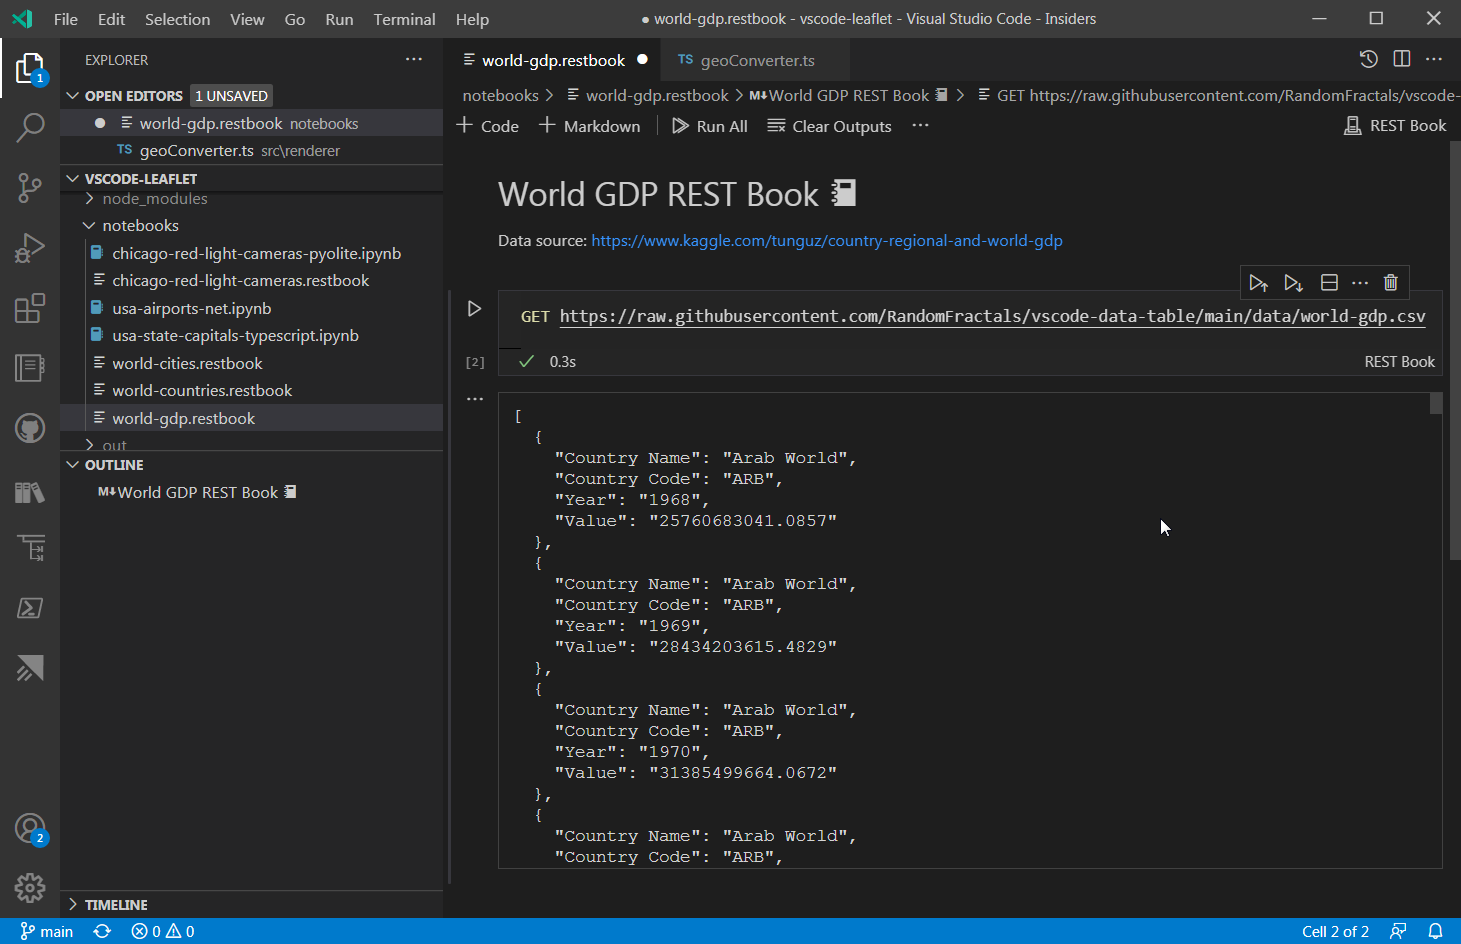 File Edit Selection View Go Run Terminal Help
● world-gdp.restbook - vscode-leaflet - Visual Studio Code - Insiders
EXPLORER
OPEN EDITORS 1 UNSAVED
world-gdp.restbook notebooks
TS geoConverter.ts src\renderer
VSCODE-LEAFLET
node_modules
notebooks
chicago-red-light-cameras-pyolite.ipynb
chicago-red-light-cameras.restbook
usa-airports-net.ipynb
usa-state-capitals-typescript.ipynb
world-cities.restbook
world-countries.restbook
world-gdp.restbook
out
OUTLINE
M↓World GDP REST Book
TIMELINE
1
2
world-gdp.restbook ●
TS geoConverter.ts
notebooks > world-gdp.restbook > M↓World GDP REST Book > GET https://raw.githubusercontent.com/RandomFractals/vscode-
+ Code + Markdown Run All Clear Outputs ... REST Book
World GDP REST Book
Data source: https://www.kaggle.com/tunguz/country-regional-and-world-gdp
GET https://raw.githubusercontent.com/RandomFractals/vscode-data-table/main/data/world-gdp.csv
[2] ✓ 0.3s REST Book
[
{
"Country Name": "Arab World",
"Country Code": "ARB",
"Year": "1968",
"Value": "25760683041.0857"
},
{
"Country Name": "Arab World",
"Country Code": "ARB",
"Year": "1969",
"Value": "28434203615.4829"
},
{
"Country Name": "Arab World",
"Country Code": "ARB",
"Year": "1970",
"Value": "31385499664.0672"
},
{
"Country Name": "Arab World",
"Country Code": "ARB",
main 0 0 Cell 2 of 2